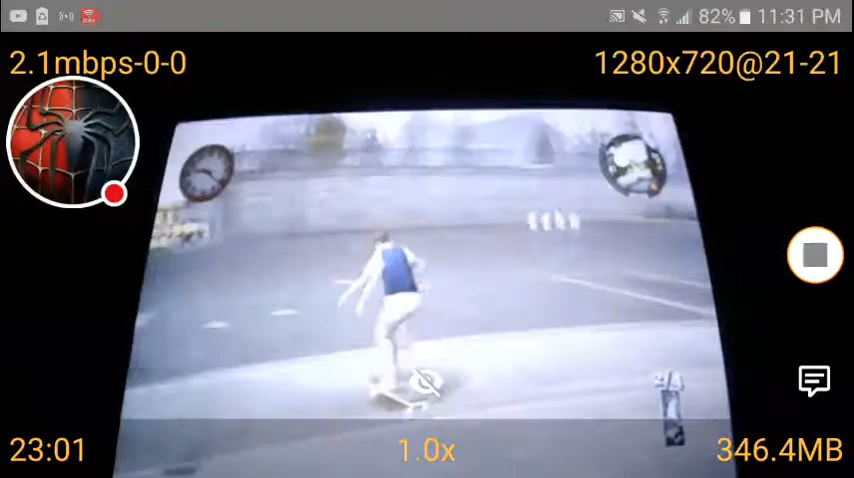 82% 11:31 PM
2.1mbps-0-0
1280x720@21-21
23:01
1.0x
346.4MB